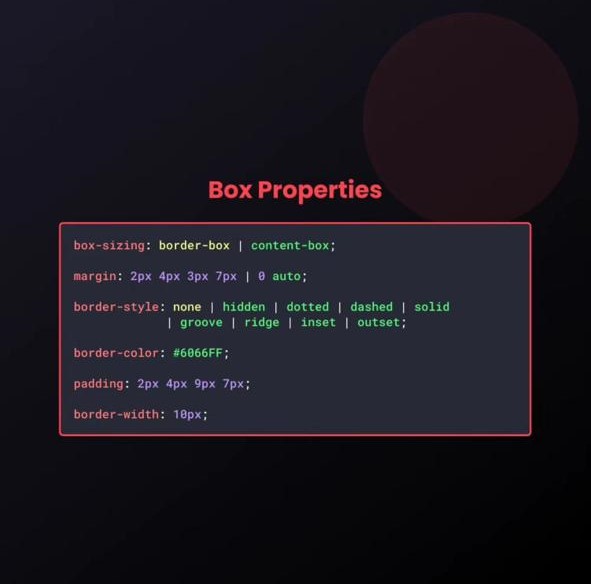 Box Properties
box-sizing: border-box | content-box;
margin: 2px 4px 3px 7px | 0 auto;
border-style: none | hidden | dotted | dashed | solid
| groove | ridge | inset | outset;
border-color: #6066FF;
padding: 2px 4px 9px 7px;
border-width: 10px;